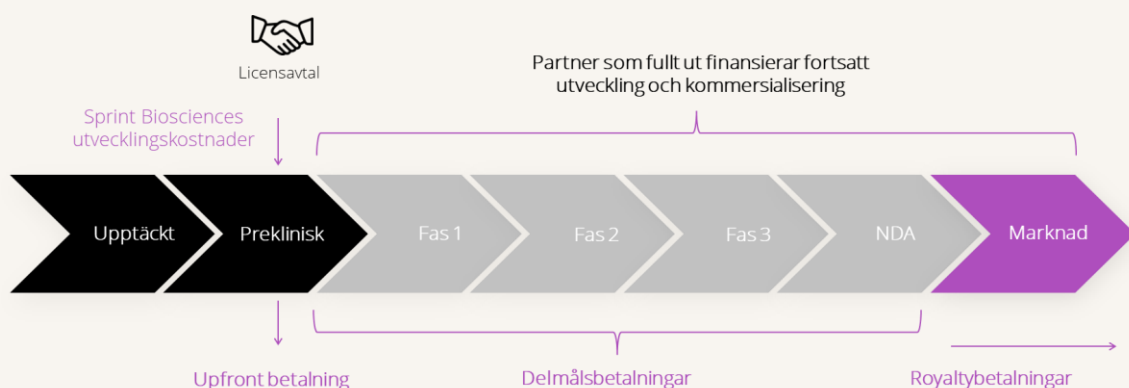 Licensavtal
Partner som fullt ut finansierar fortsatt
utveckling och kommersialisering
Sprint Biosciences
utvecklingskostnader
Upptäckt
Preklinisk
Fas 1
Fas 2
Fas 3
NDA
Marknad
Upfront betalning
Delmålsbetalningar
Royaltybetalningar